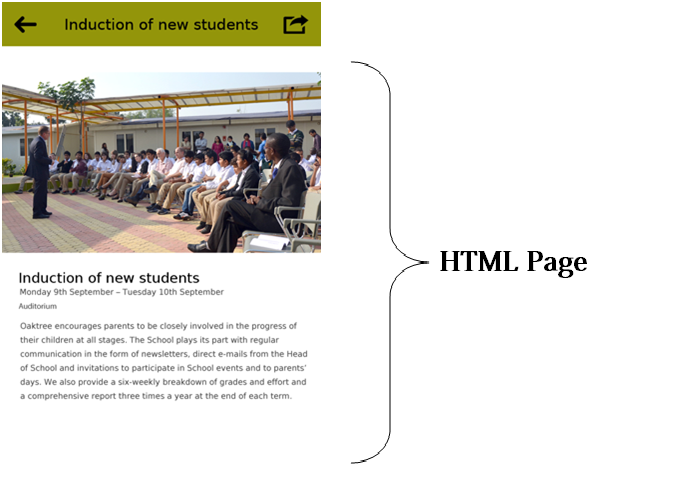 Induction of new students
Induction of new students
Monday 9th September – Tuesday 10th September
Auditorium
Oaktree encourages parents to be closely involved in the progress of
their children at all stages. The School plays its part with regular
communication in the form of newsletters, direct e-mails from the Head
of School and invitations to participate in School events and to parents’
days. We also provide a six-weekly breakdown of grades and effort and
a comprehensive report three times a year at the end of each term.
HTML Page